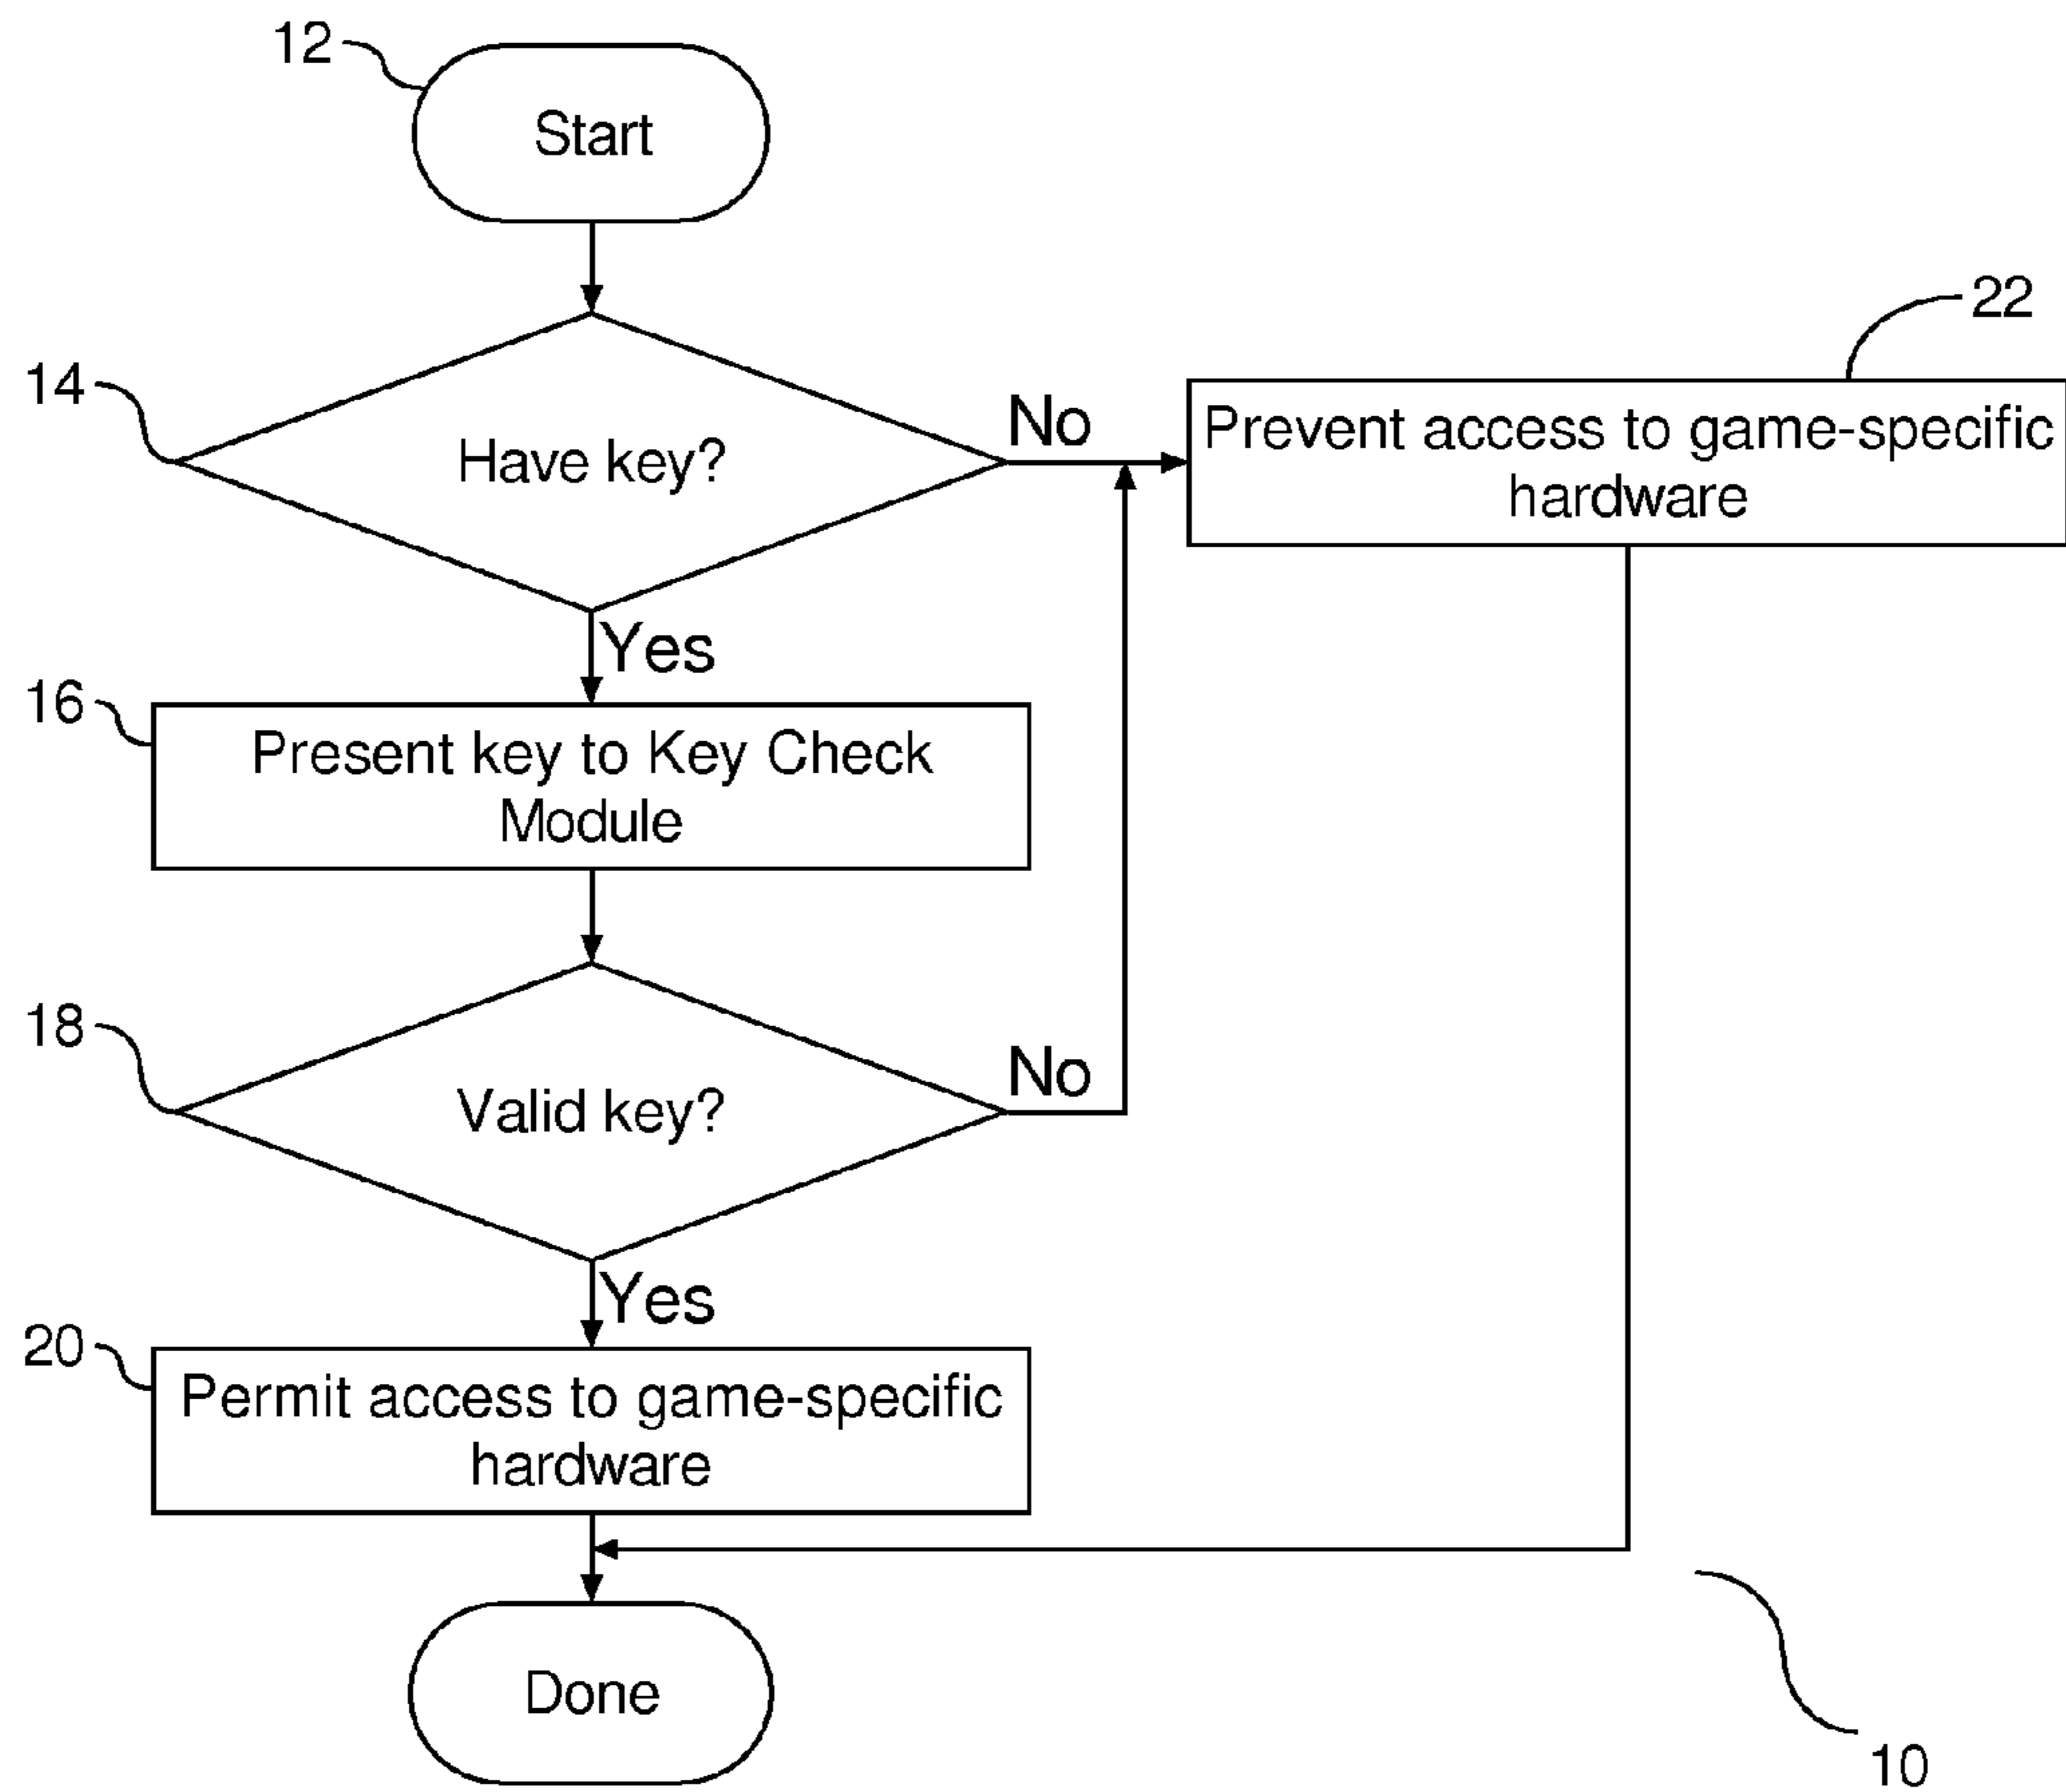 12
Start
22
14
Have key?
No
Prevent access to game-specific
hardware
Yes
16
Present key to Key Check
Module
18
Valid key?
No
Yes
20
Permit access to game-specific
hardware
Done
10